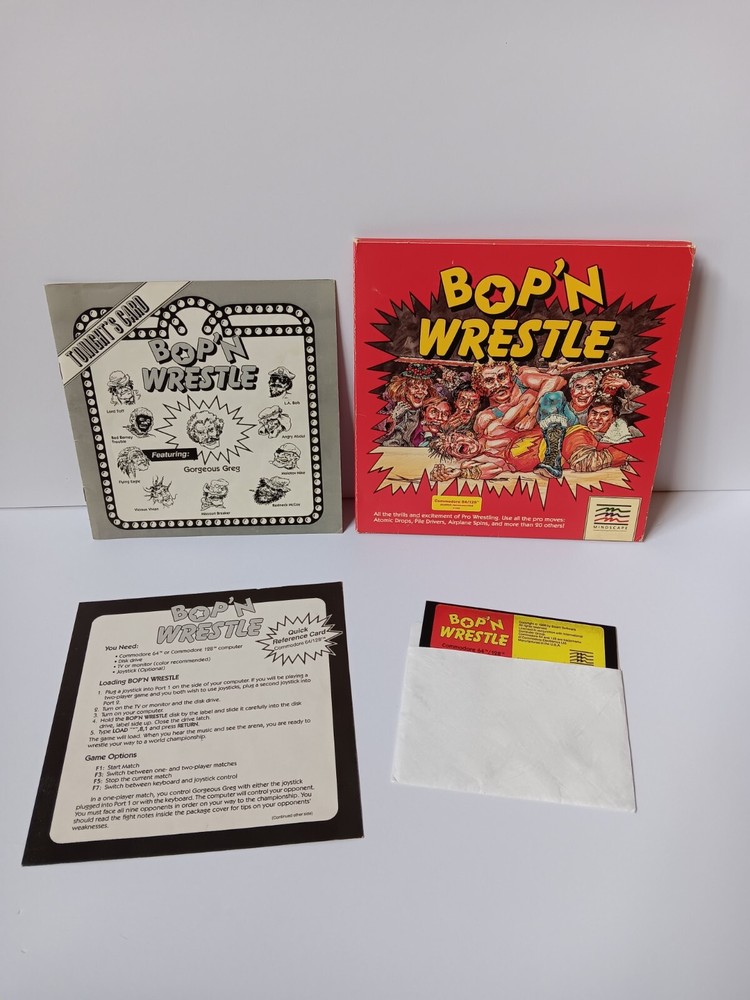 TONIGHT'S CARD
BOP'N
WRESTLE
Lord Toff
L.A. Bob
Bad Barney
Trouble
Angry Abdul
Featuring:
Gorgeous Greg
Flying Eagle
Molotov Mike
Vicious Vivian
Redneck McCoy
BOP'N
WRESTLE
Commodore 64/128™
All the thrills and excitement of Pro Wrestling. Use all the pro moves:
Atomic Drops, Pile Drivers, Airplane Spins, and more than 20 others!
MINDSCAPE
BOP'N
WRESTLE
Quick
Reference Card
Commodore 64/128™
You Need:
• Commodore 64™ or Commodore 128™ computer
• Disk drive
• TV or monitor (color recommended)
• Joystick (Optional)
Loading BOP'N WRESTLE
1. Plug a joystick into Port 1 on the side of your computer. If you will be playing a
two-player game and you both wish to use joysticks, plug a second joystick into
Port 2.
2. Turn on the TV or monitor and the disk drive.
3. Turn on your computer.
4. Hold the BOP'N WRESTLE disk by the label and slide it carefully into the disk
drive, label side up. Close the drive latch.
5. Type LOAD "*",8,1 and press RETURN.
The game will load. When you hear the music and see the arena, you are ready to
wrestle your way to a world championship.
Game Options
F1: Start Match
F3: Switch between one- and two-player matches
F5: Stop the current match
F7: Switch between keyboard and joystick control
In a one-player match, you control Gorgeous Greg with either the joystick
plugged into Port 1 or with the keyboard. The computer will control your opponent.
You must face all nine opponents in order on your way to the championship. You
should read the fight notes inside the package cover for tips on your opponents'
weaknesses.
(Continued other side)
BOP'N
WRESTLE
Commodore 64™/128™